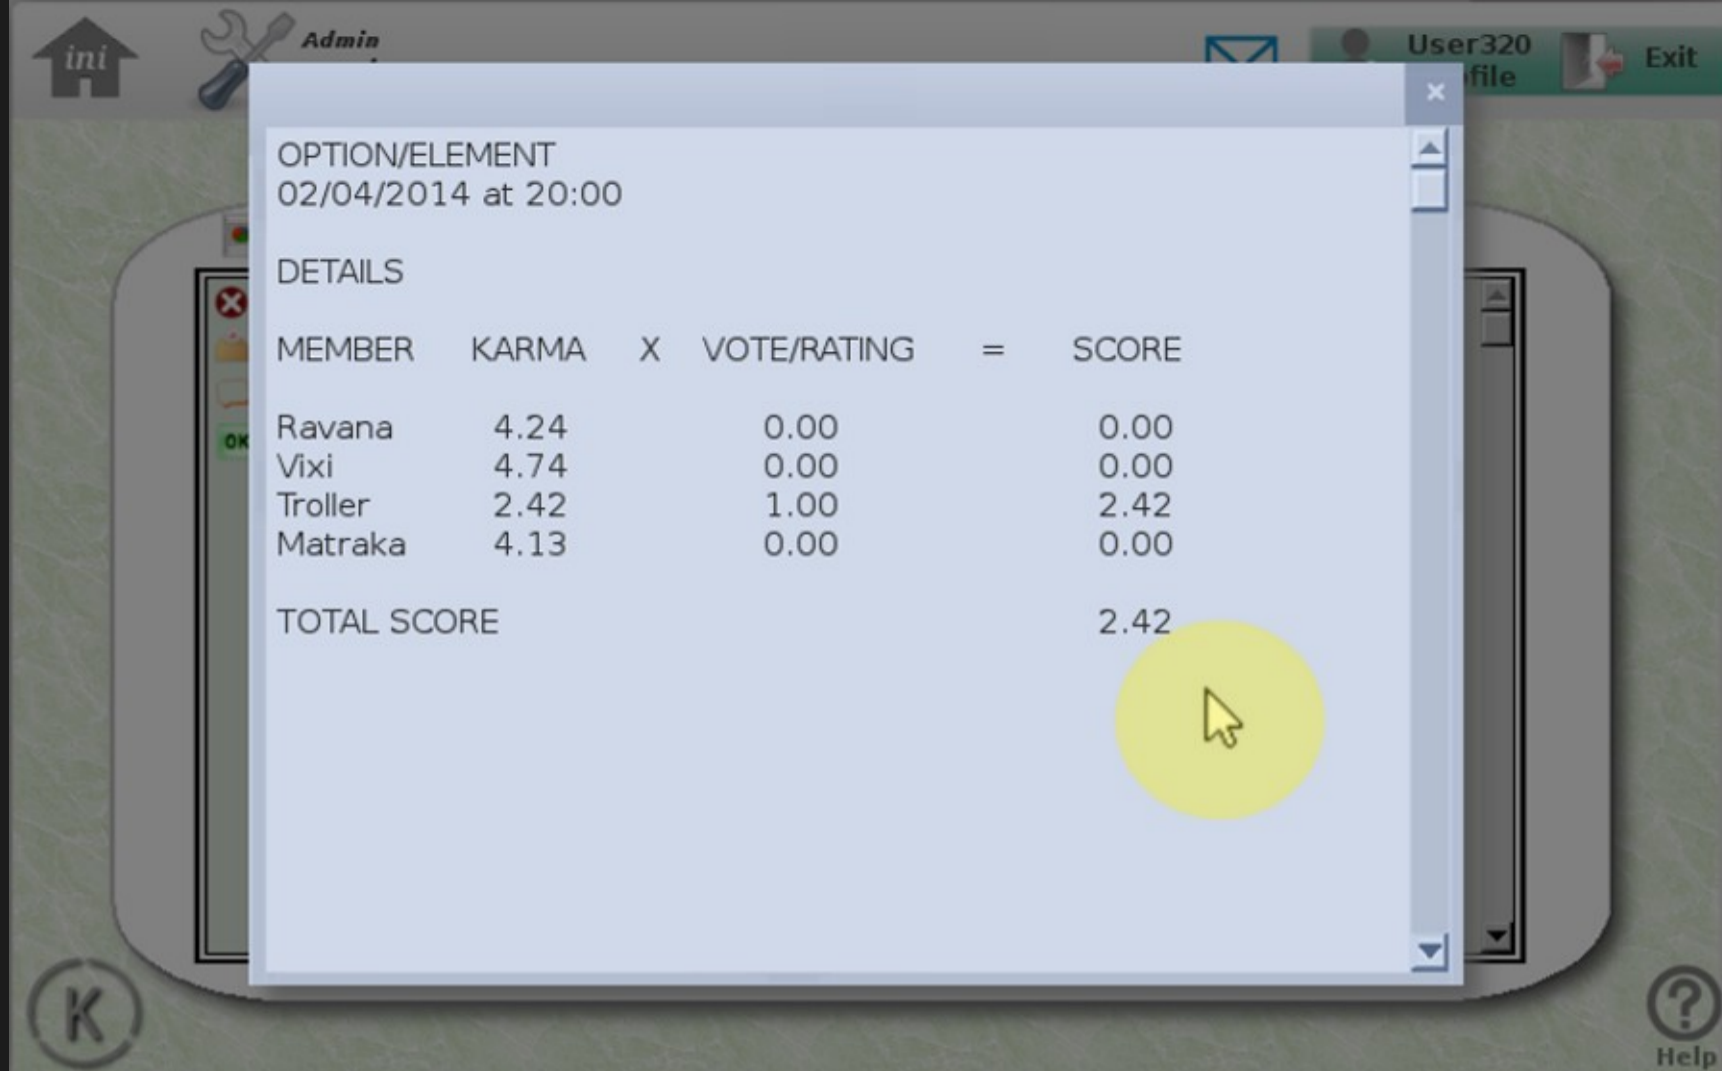 ini
Admin
User320
file
Exit
×
OPTION/ELEMENT
02/04/2014 at 20:00
DETAILS
MEMBER KARMA X VOTE/RATING = SCORE
Ravana 4.24 0.00 0.00
Vixi 4.74 0.00 0.00
Troller 2.42 1.00 2.42
Matraka 4.13 0.00 0.00
TOTAL SCORE 2.42
OK
K
?
Help